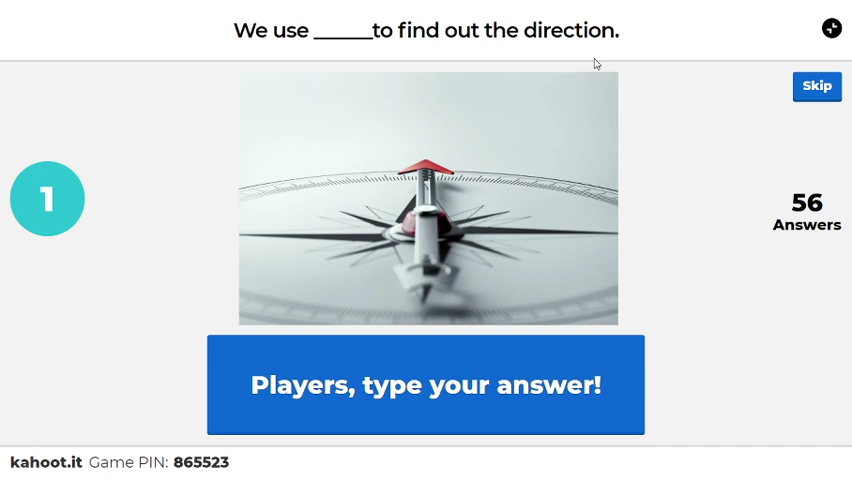 We use ______to find out the direction.
Skip
1
56
Answers
Players, type your answer!
kahoot.it Game PIN: 865523